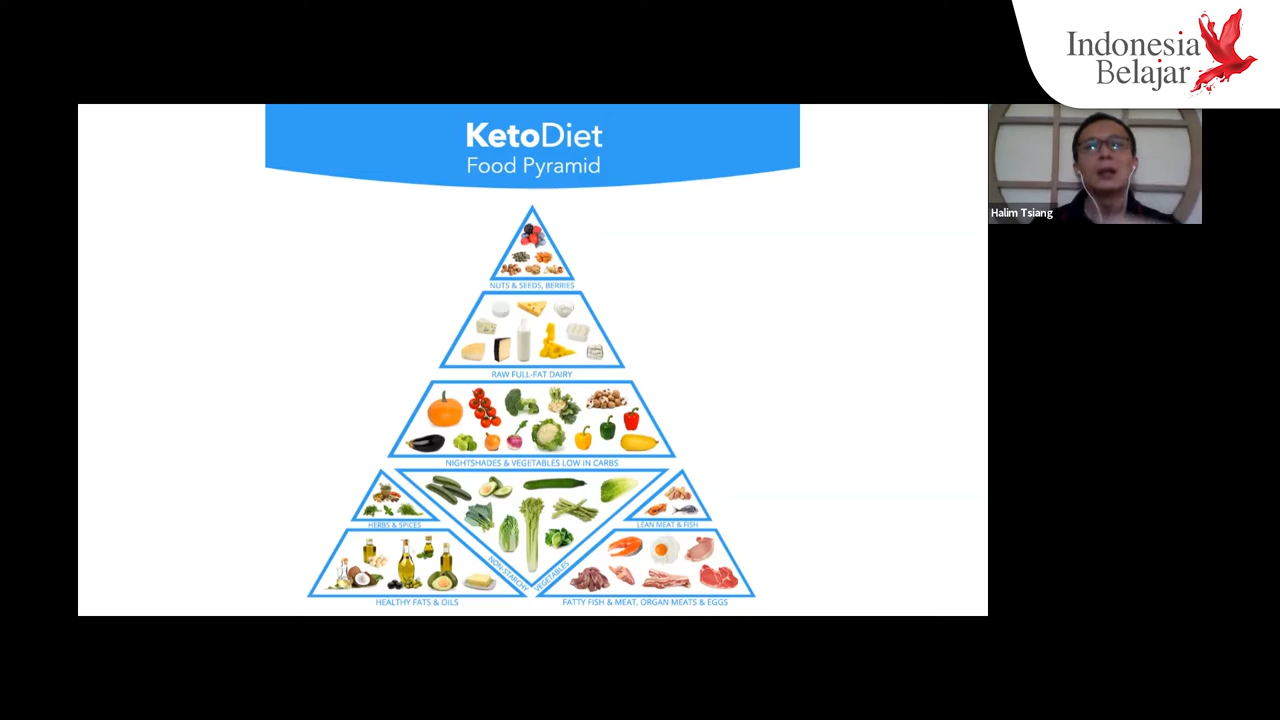 Indonesia
Belajar
KetoDiet
Food Pyramid
Halim Tsiang
NUTS & SEEDS, BERRIES
RAW FULL-FAT DAIRY
NIGHTSHADES & VEGETABLES LOW IN CARBS
HERBS & SPICES
LEAN MEAT & FISH
NON-STARCHY
VEGETABLES
HEALTHY FATS & OILS
FATTY FISH & MEAT, ORGAN MEATS & EGGS